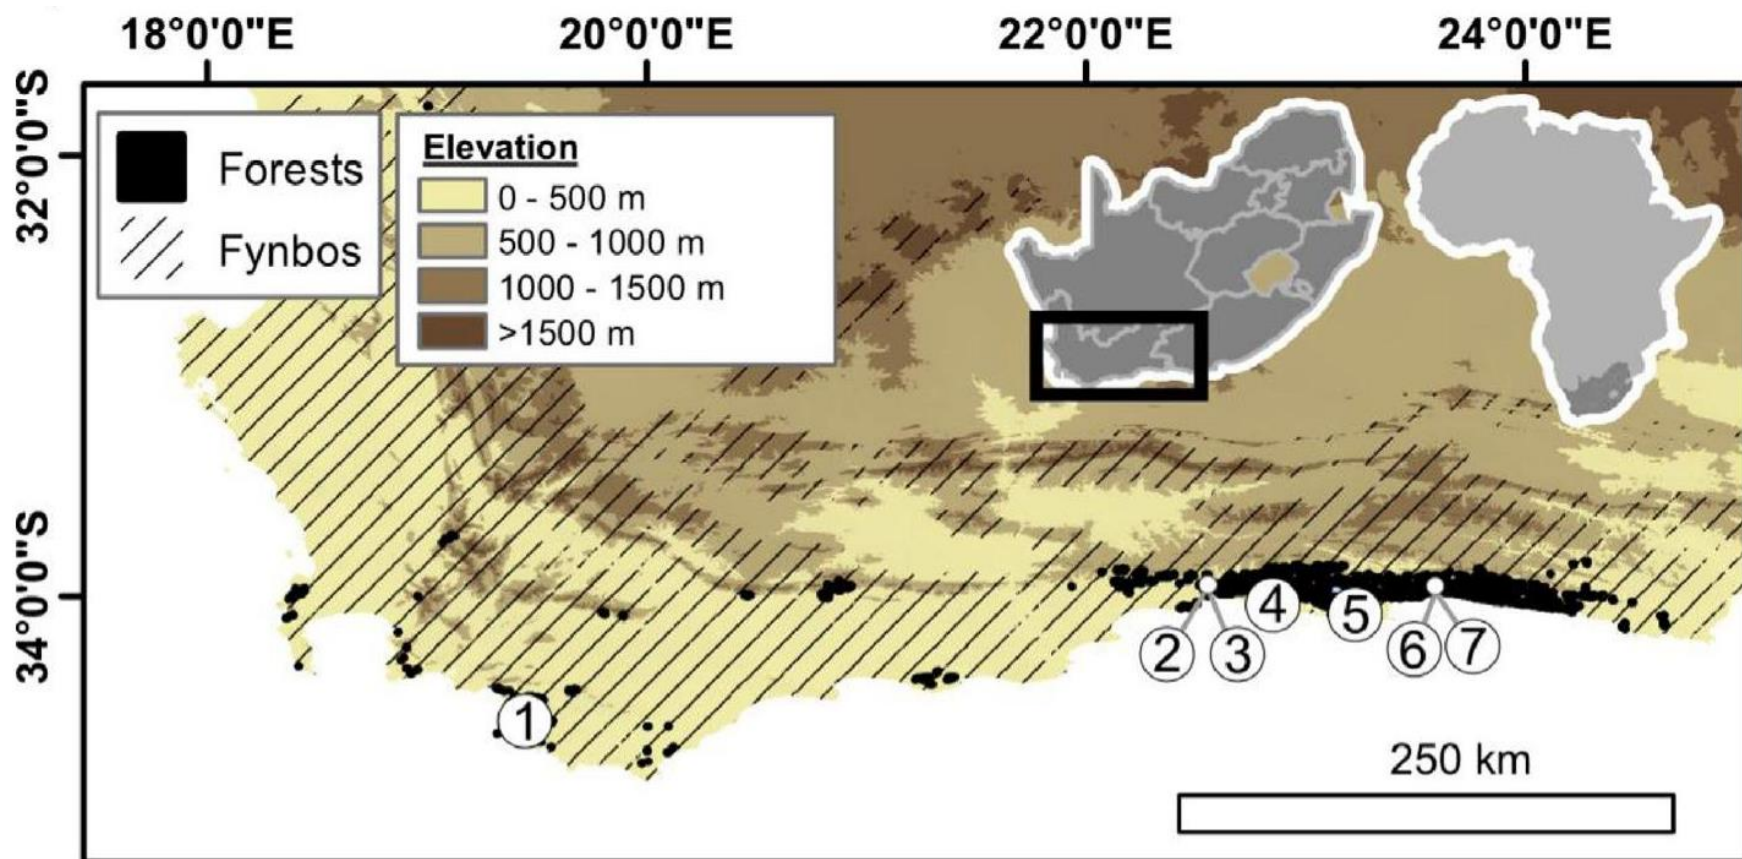 18°0'0"E 20°0'0"E 22°0'0"E 24°0'0"E
32°0'0"S
34°0'0"S
Forests
Fynbos
Elevation
0 - 500 m
500 - 1000 m
1000 - 1500 m
>1500 m
1
2
3
4
5
6
7
250 km